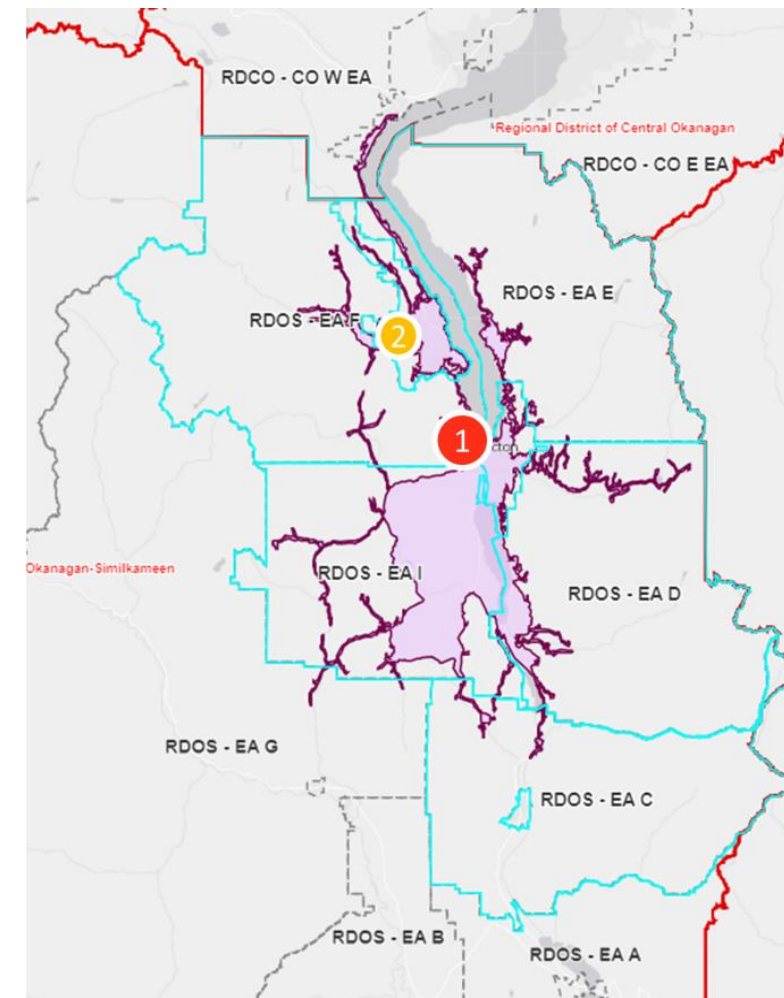 RDCO - CO W EA
Regional District of Central Okanagan
RDCO - CO E EA
RDOS - EA E
RDOS - EA F
2
1
cton
RDOS - EA I
Okanagan-Similkameen
RDOS - EA D
RDOS - EA G
RDOS - EA C
RDOS - EA B
RDOS - EA A